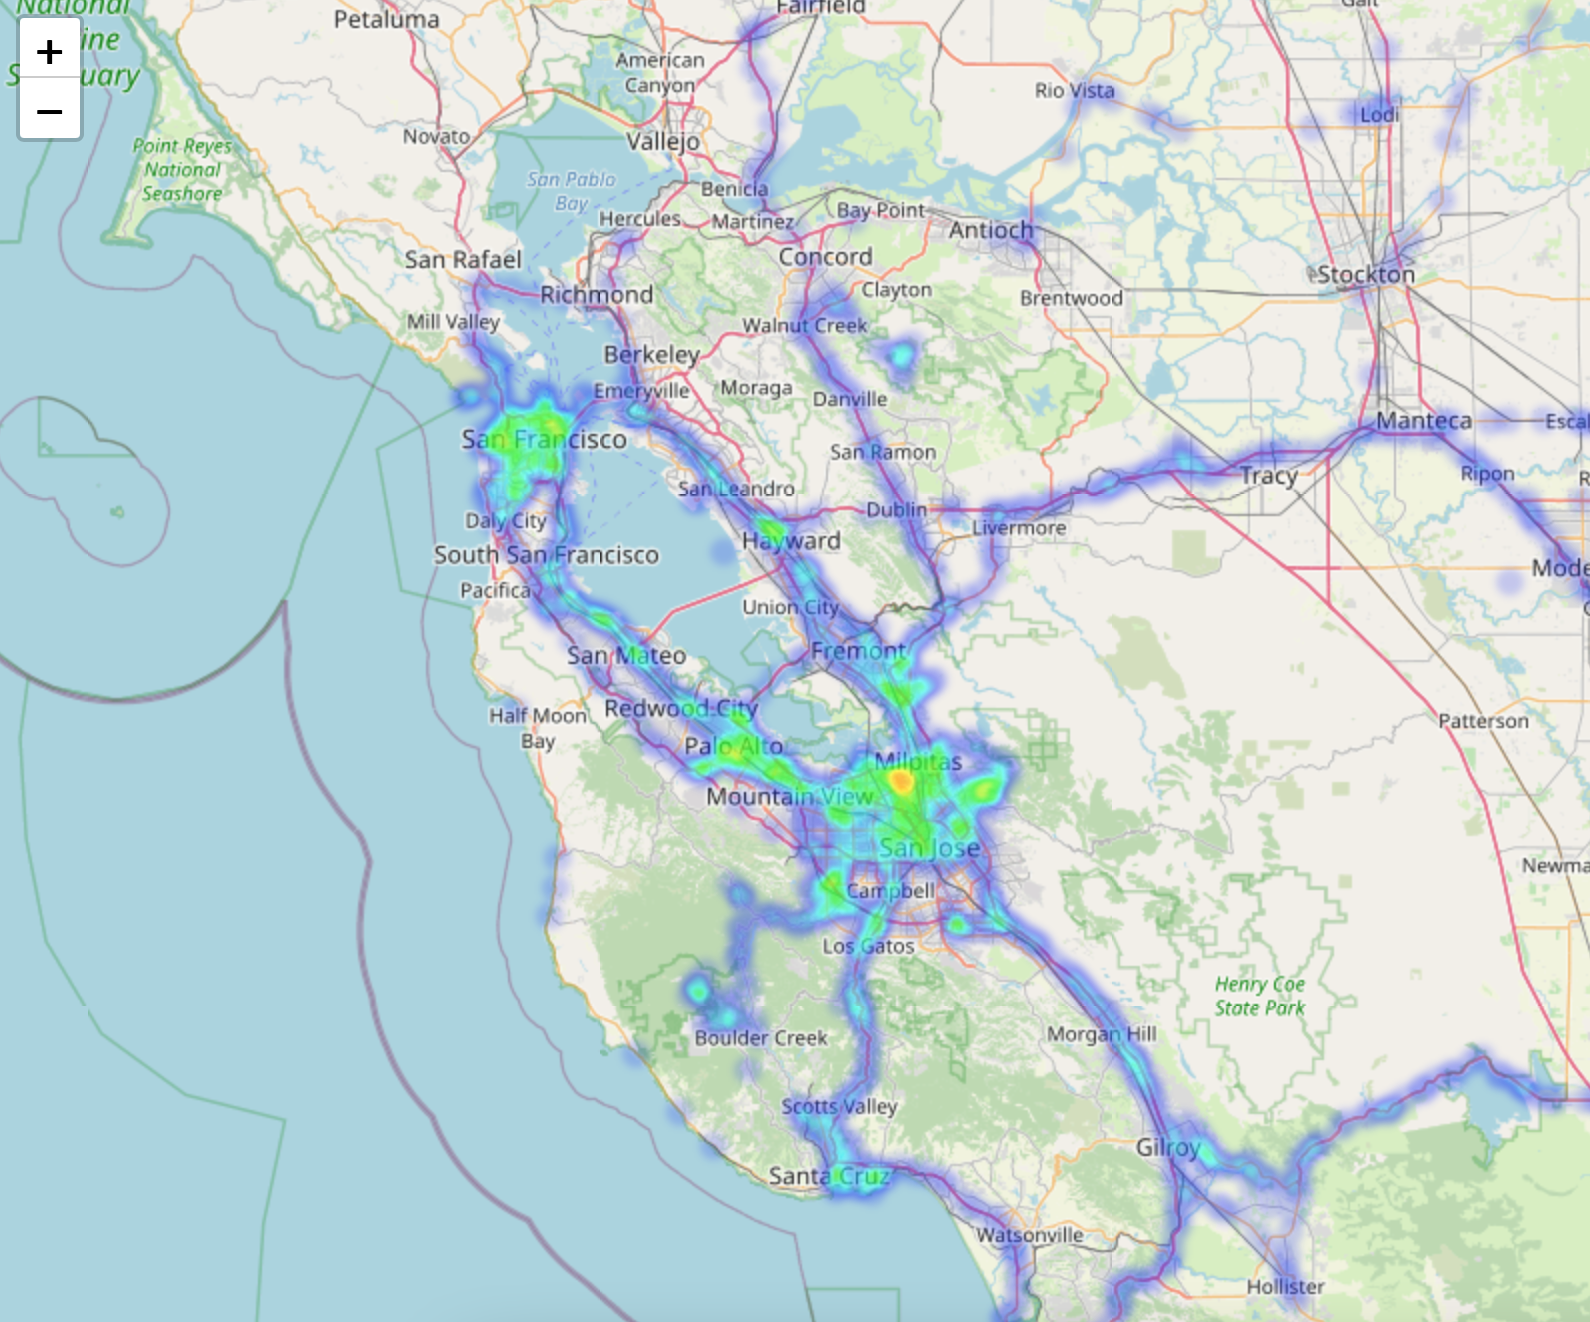 National
ine
S uary
+
−
Petaluma
Fairfield
Galt
American
Canyon
Rio Vista
Lodi
Novato
Vallejo
Point Reyes
National
Seashore
San Pablo
Bay
Benicia
Hercules
Martinez
Bay Point
Antioch
San Rafael
Concord
Stockton
Richmond
Clayton
Brentwood
Mill Valley
Walnut Creek
Berkeley
Emeryville
Moraga
Danville
Manteca
Escal
San Francisco
San Ramon
Tracy
Ripon
R
San Leandro
Dublin
Livermore
Daly City
Hayward
South San Francisco
Mode
Pacifica
Union City
C
San Mateo
Fremont
Half Moon
Bay
Redwood City
Patterson
Palo Alto
Milpitas
Mountain View
San Jose
Newma
Campbell
Los Gatos
Henry Coe
State Park
Boulder Creek
Morgan Hill
Scotts Valley
Gilroy
Santa Cruz
Watsonville
Hollister